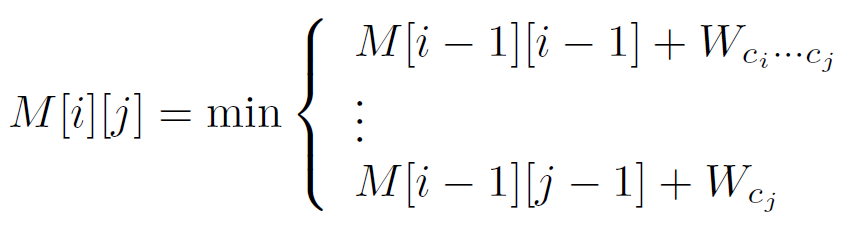 M[i − 1][i − 1] + W_{c_i⋯c_j}
M[i][j] = min { ⋮
M[i − 1][j − 1] + W_{c_j}